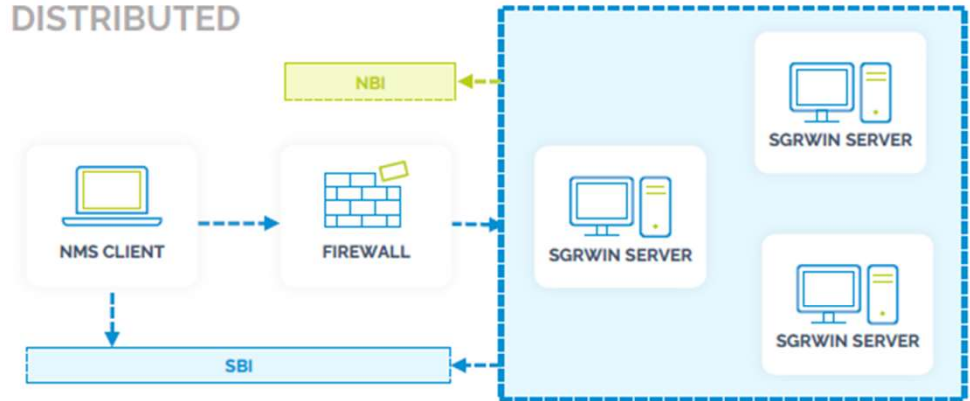 DISTRIBUTED
NBI
SGRWIN SERVER
NMS CLIENT
FIREWALL
SGRWIN SERVER
SGRWIN SERVER
SBI